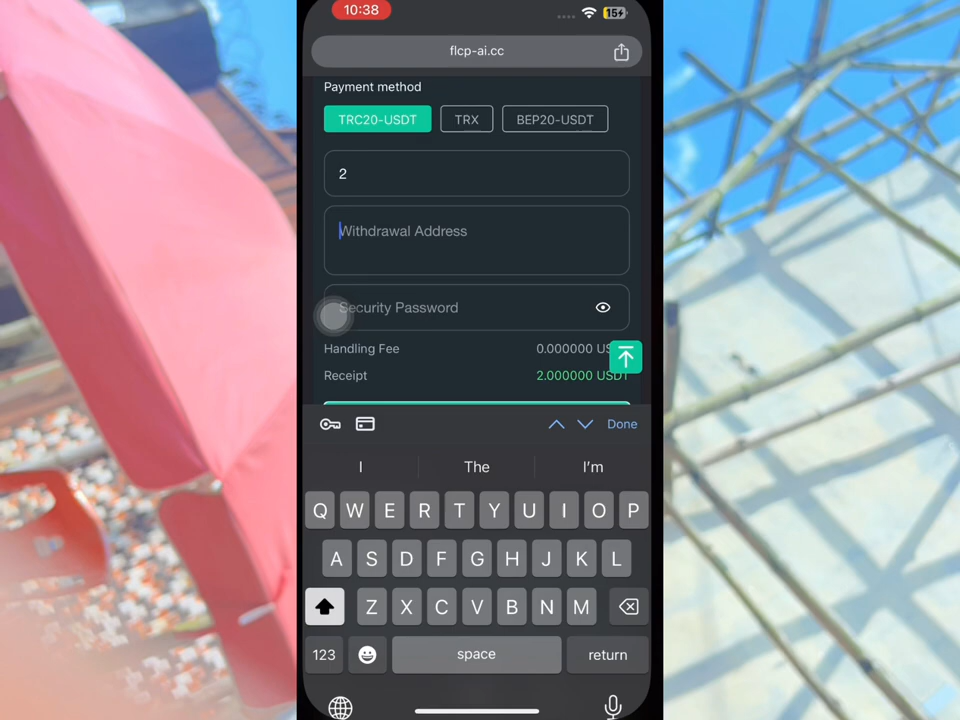 10:38
15
flcp-ai.cc
Payment method
TRC20-USDT
TRX
BEP20-USDT
2
Withdrawal Address
Security Password
Handling Fee
0.000000
Receipt
2.000000 USDT
Done
I
The
I'm
Q W E R T Y U I O P
A S D F G H J K L
Z X C V B N M
123
space
return